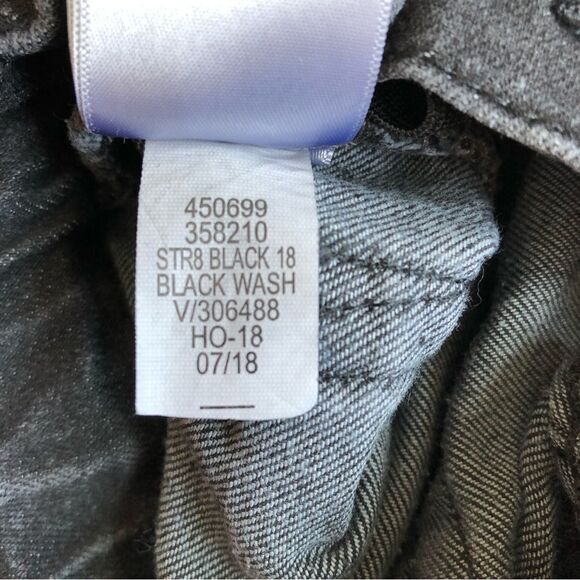 450699
358210
STR8 BLACK 18
BLACK WASH
V/306488
HO-18
07/18